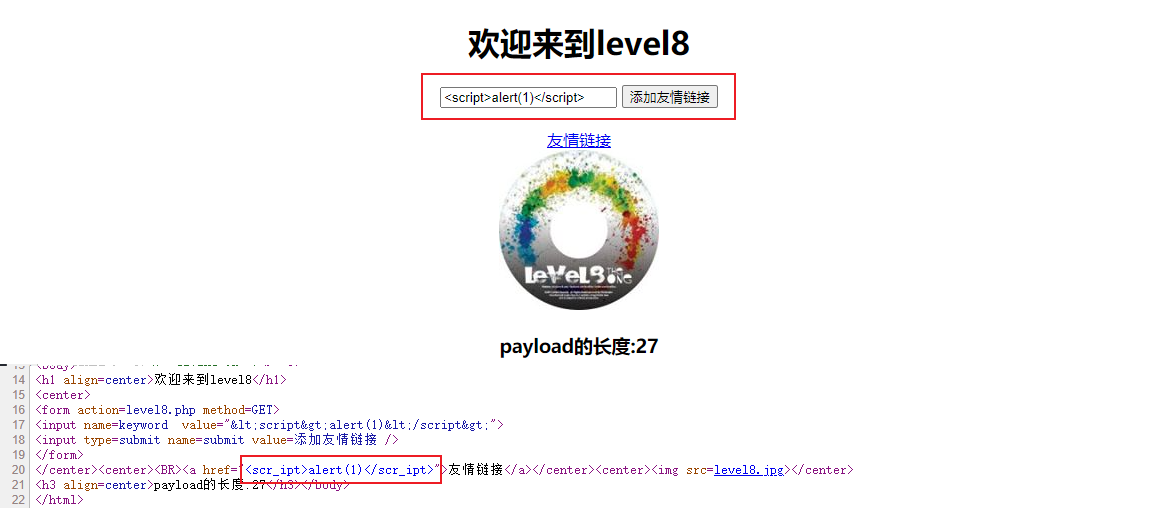 欢迎来到level8
<script>alert(1)</script> 添加友情链接
友情链接
LeVeL8 THE ONG
payload的长度:27
14 <h1 align=center>欢迎来到level8</h1>
15 <center>
16 <form action=level8.php method=GET>
17 <input name=keyword  value="&lt;script&gt;alert(1)&lt;/script&gt;">
18 <input type=submit name=submit value=添加友情链接 />
19 </form>
20 </center><center><BR><a href="<scr_ipt>alert(1)</scr_ipt>">友情链接</a></center><center><img src=level8.jpg></center>
21 <h3 align=center>payload的长度:27</h3></body>
22 </html>